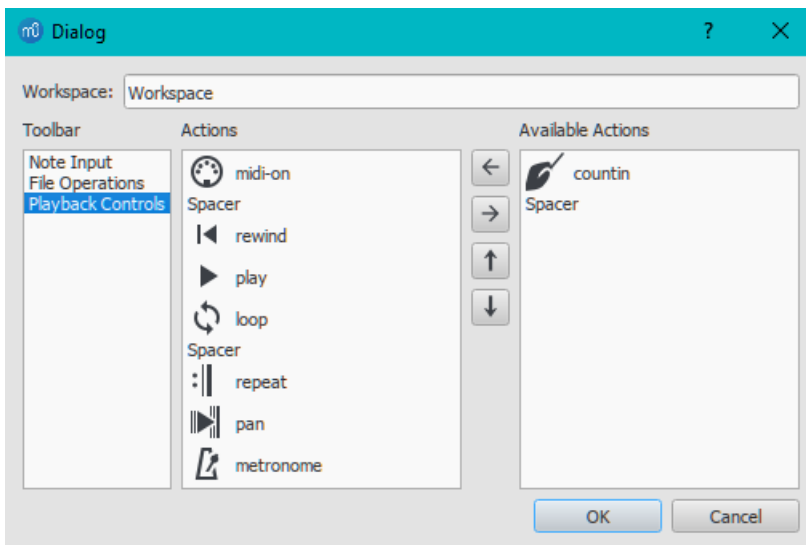 Dialog
?
Workspace: Workspace
Toolbar
Actions
Available Actions
Note Input
File Operations
Playback Controls
midi-on
Spacer
rewind
play
loop
Spacer
repeat
pan
metronome
countin
Spacer
OK
Cancel